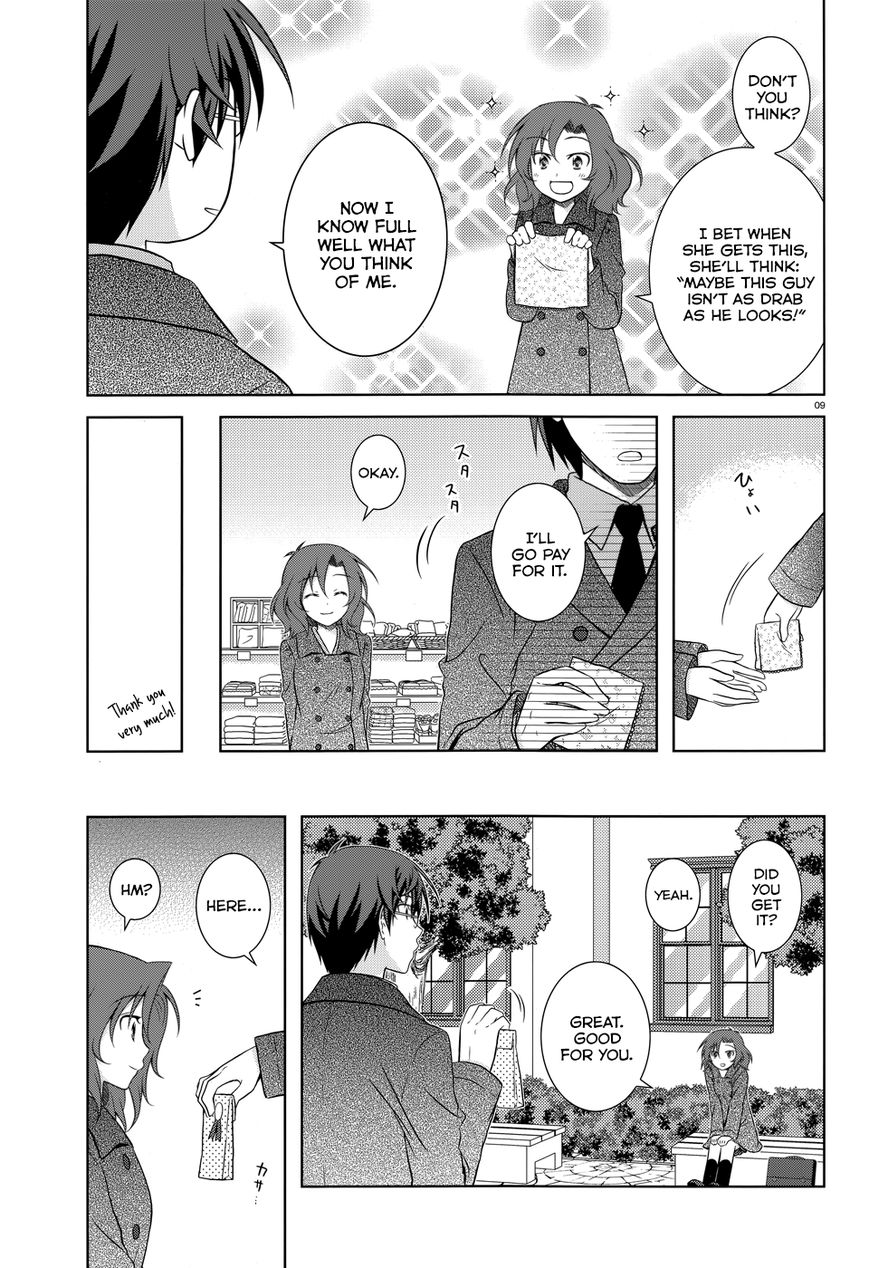 DON'T
YOU
THINK?
I BET WHEN
SHE GETS THIS,
SHE'LL THINK:
"MAYBE THIS GUY
ISN'T AS DRAB
AS HE LOOKS!"
NOW I
KNOW FULL
WELL WHAT
YOU THINK
OF ME.
09
ひょい
I'LL
GO PAY
FOR IT.
スタ
スタ
OKAY.
Thank you
very much!
DID
YOU
GET
IT?
YEAH.
GREAT.
GOOD
FOR YOU.
HERE...
HM?
カサ…